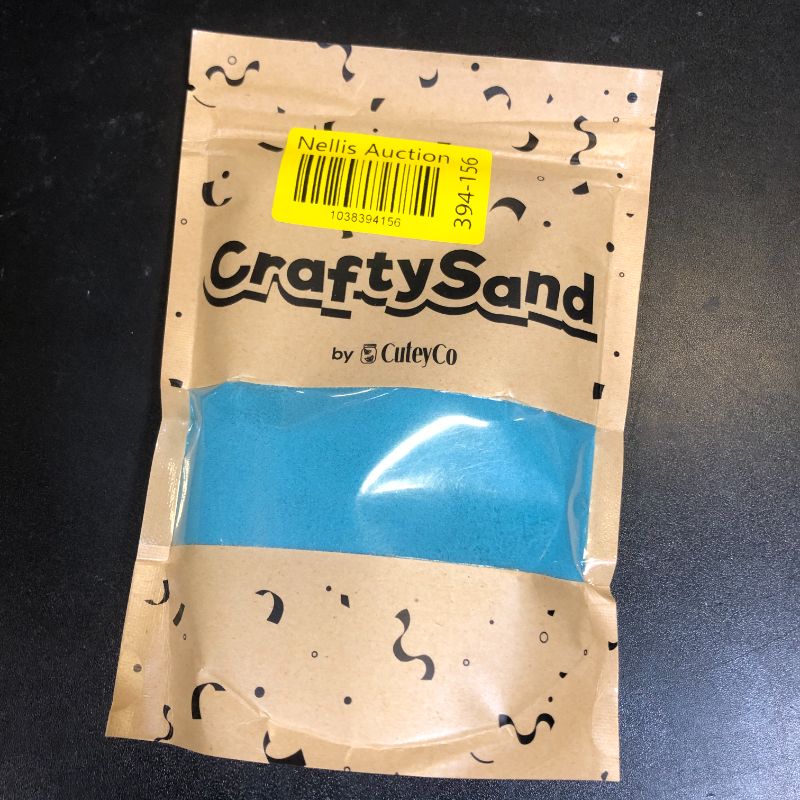 Nellis Auction
1038394156
394-156
CraftySand
by CuteyCo